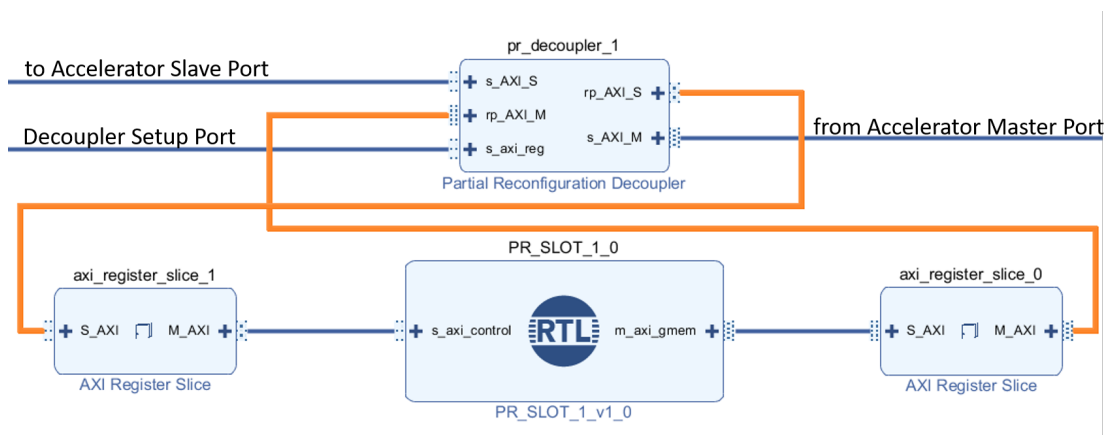 pr_decoupler_1
to Accelerator Slave Port
s_AXI_S
rp_AXI_S
rp_AXI_M
from Accelerator Master Port
Decoupler Setup Port
s_AXI_M
s_axi_reg
Partial Reconfiguration Decoupler
PR_SLOT_1_0
axi_register_slice_1
axi_register_slice_0
S_AXI
M_AXI
s_axi_control
RTL
m_axi_gmem
S_AXI
M_AXI
AXI Register Slice
AXI Register Slice
PR_SLOT_1_v1_0